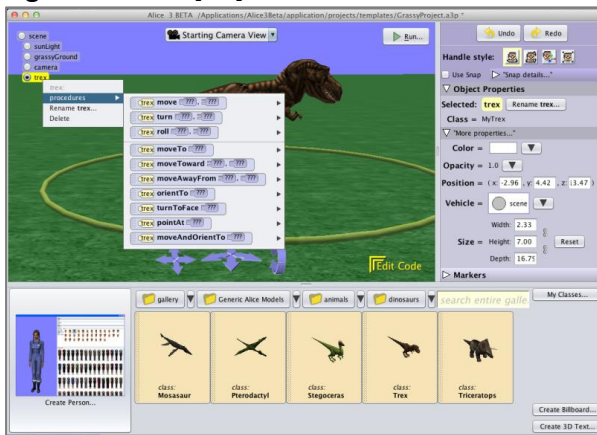 Alice 3 BETA /Applications/Alice3Beta/application/projects/templates/GrassyProject.a3p *
scene
sunLight
grassyGround
camera
trex
Starting Camera View
Run...
trex
procedures
Rename trex...
Delete
trex move ???, ???
trex turn ???, ???
trex roll ???, ???
trex moveTo ???
trex moveToward ???, ???
trex moveAwayFrom ???, ???
trex orientTo ???
trex turnToFace ???
trex pointAt ???
trex moveAndOrientTo ???
Edit Code
Undo
Redo
Handle style:
Use Snap
"Snap details..."
Object Properties
Selected: trex Rename trex...
Class = MyTrex
"More properties..."
Color =
Opacity = 1.0
Position = (x: -2.96, y: 4.42, z: (3.47)
Vehicle = scene
Width: 2.33
Size = Height: 7.00 Reset
Depth: 16.79
Markers
gallery
Generic Alice Models
animals
dinosaurs
search entire galle
My Classes...
Create Person...
class:
Mosasaur
class:
Pterodactyl
class:
Stegoceras
class:
Trex
class:
Triceratops
Create Billboard...
Create 3D Text...